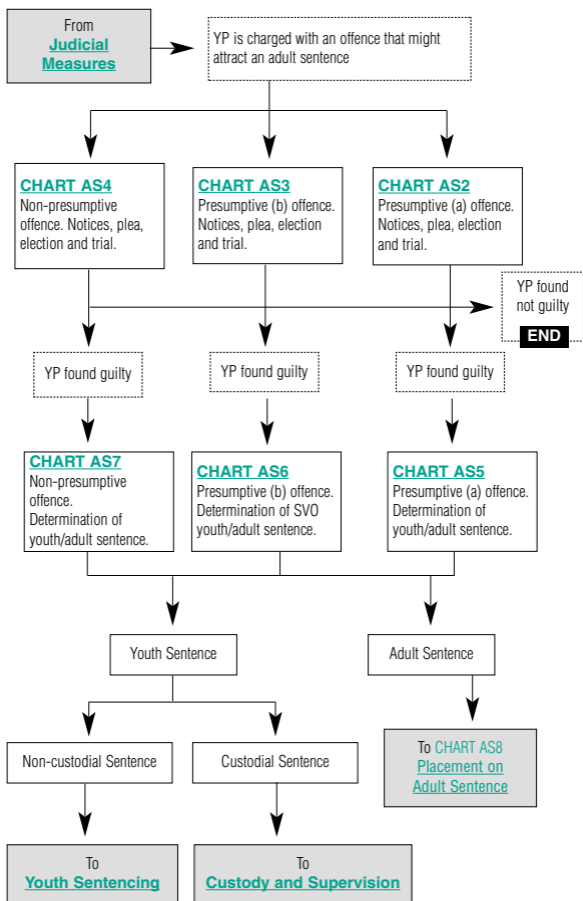 From
Judicial
Measures
YP is charged with an offence that might
attract an adult sentence
CHART AS4
Non-presumptive
offence. Notices, plea,
election and trial.
CHART AS3
Presumptive (b) offence.
Notices, plea, election
and trial.
CHART AS2
Presumptive (a) offence.
Notices, plea, election
and trial.
YP found
not guilty
END
YP found guilty
YP found guilty
YP found guilty
CHART AS7
Non-presumptive
offence.
Determination of
youth/adult sentence.
CHART AS6
Presumptive (b) offence.
Determination of SVO
youth/adult sentence.
CHART AS5
Presumptive (a) offence.
Determination of
youth/adult sentence.
Youth Sentence
Adult Sentence
Non-custodial Sentence
Custodial Sentence
To CHART AS8
Placement on
Adult Sentence
To
Youth Sentencing
To
Custody and Supervision